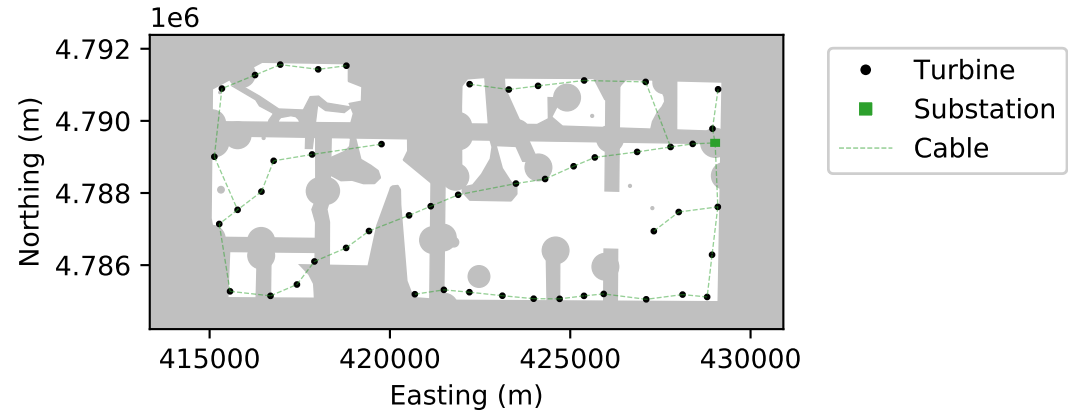 1e6
4.792
4.790
4.788
4.786
Northing (m)
415000 420000 425000 430000
Easting (m)
Turbine
Substation
Cable